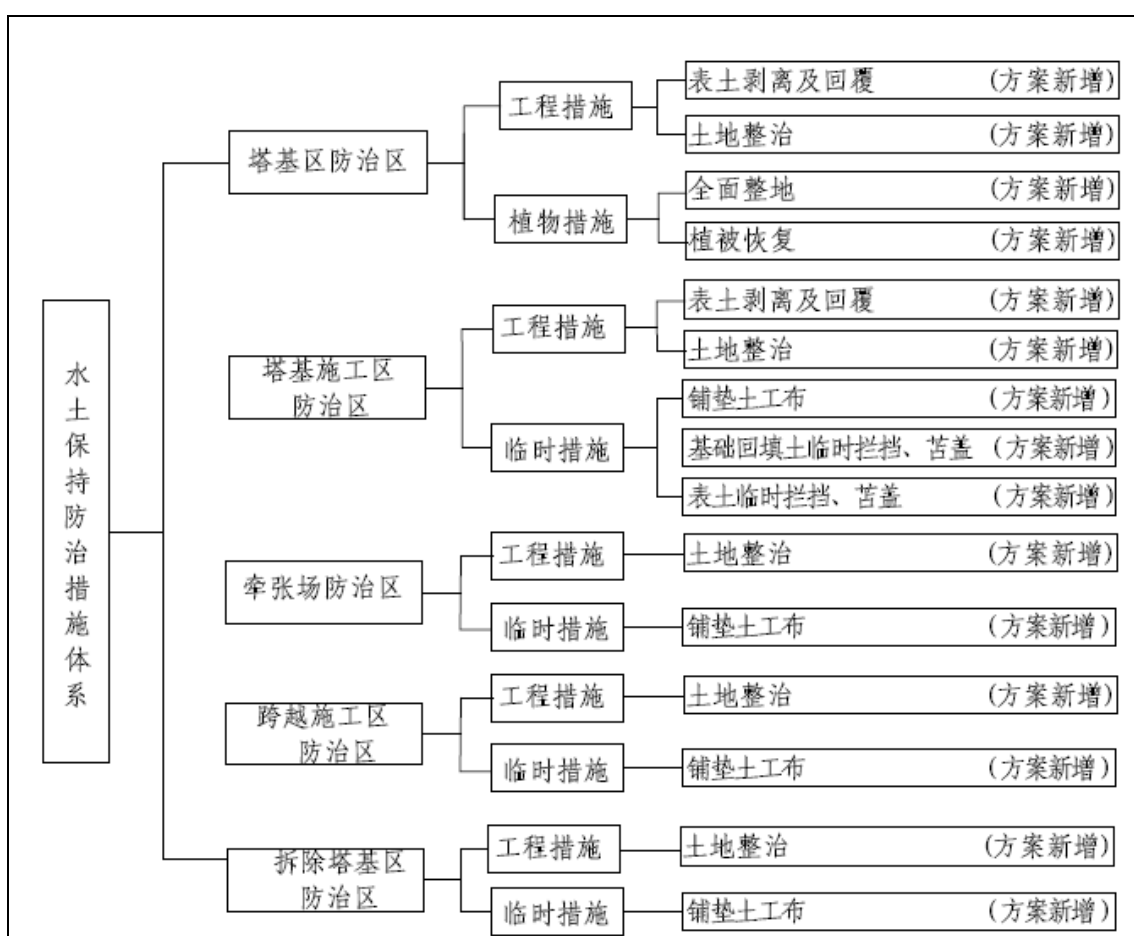 水土保持防治措施体系
塔基区防治区
工程措施
表土剥离及回覆 (方案新增)
土地整治 (方案新增)
植物措施
全面整地 (方案新增)
植被恢复 (方案新增)
塔基施工区
防治区
工程措施
表土剥离及回覆 (方案新增)
土地整治 (方案新增)
临时措施
铺垫土工布 (方案新增)
基础回填土临时拦挡、苫盖 (方案新增)
表土临时拦挡、苫盖 (方案新增)
牵张场防治区
工程措施
土地整治 (方案新增)
临时措施
铺垫土工布 (方案新增)
跨越施工区
防治区
工程措施
土地整治 (方案新增)
临时措施
铺垫土工布 (方案新增)
拆除塔基区
防治区
工程措施
土地整治 (方案新增)
临时措施
铺垫土工布 (方案新增)